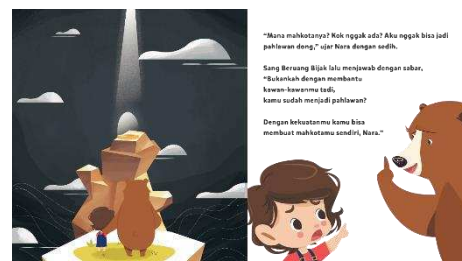 “Mana mahkotanya? Kok nggak ada? Aku nggak bisa jadi
pahlawan dong,” ujar Nara dengan sedih.
Sang Beruang Bijak lalu menjawab dengan sabar,
“Bukankah dengan membantu
kawan-kawanmu tadi,
kamu sudah menjadi pahlawan?
Dengan kekuatanmu kamu bisa
membuat mahkotamu sendiri, Nara.”